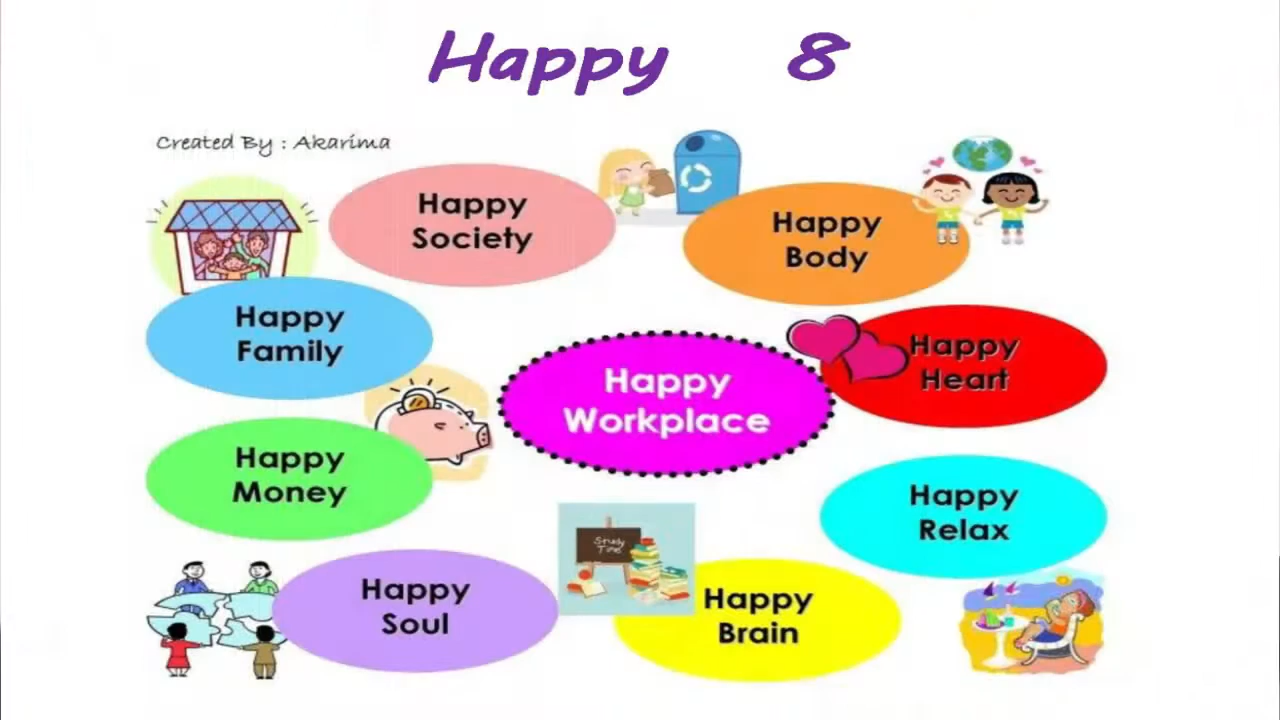 Happy 8
Created By : Akarima
Happy
Society
Happy
Body
Happy
Family
Happy
Heart
Happy
Workplace
Happy
Money
Happy
Relax
Study
Time
Happy
Soul
Happy
Brain